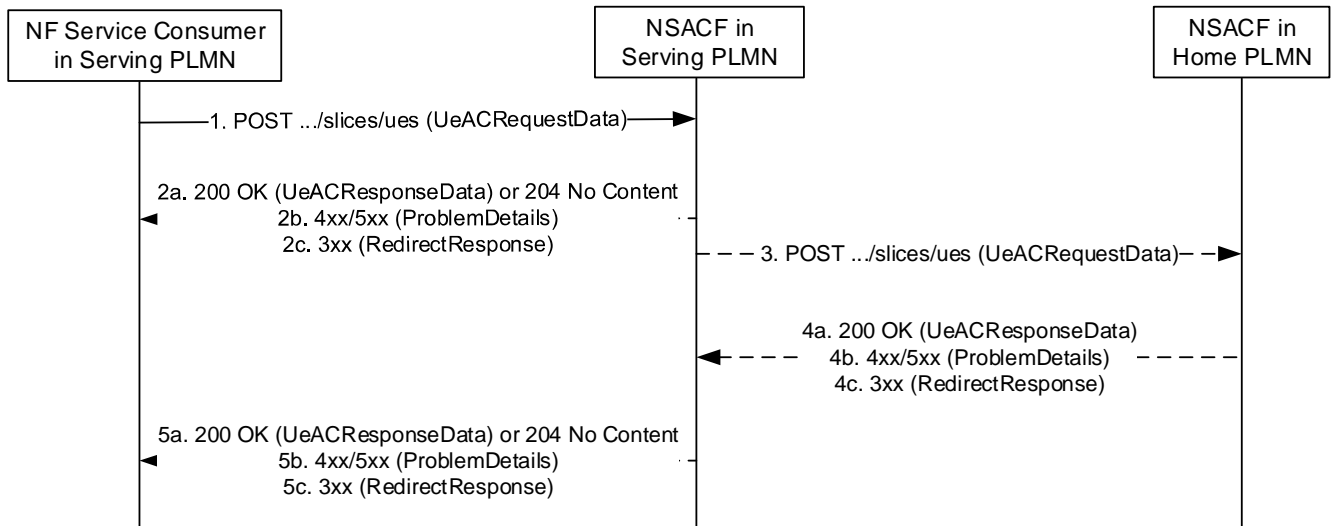 NF Service Consumer
in Serving PLMN
NSACF in
Serving PLMN
NSACF in
Home PLMN
1. POST .../slices/ues (UeACRequestData)
2a. 200 OK (UeACResponseData) or 204 No Content
2b. 4xx/5xx (ProblemDetails)
2c. 3xx (RedirectResponse)
3. POST .../slices/ues (UeACRequestData)
4a. 200 OK (UeACResponseData)
4b. 4xx/5xx (ProblemDetails)
4c. 3xx (RedirectResponse)
5a. 200 OK (UeACResponseData) or 204 No Content
5b. 4xx/5xx (ProblemDetails)
5c. 3xx (RedirectResponse)